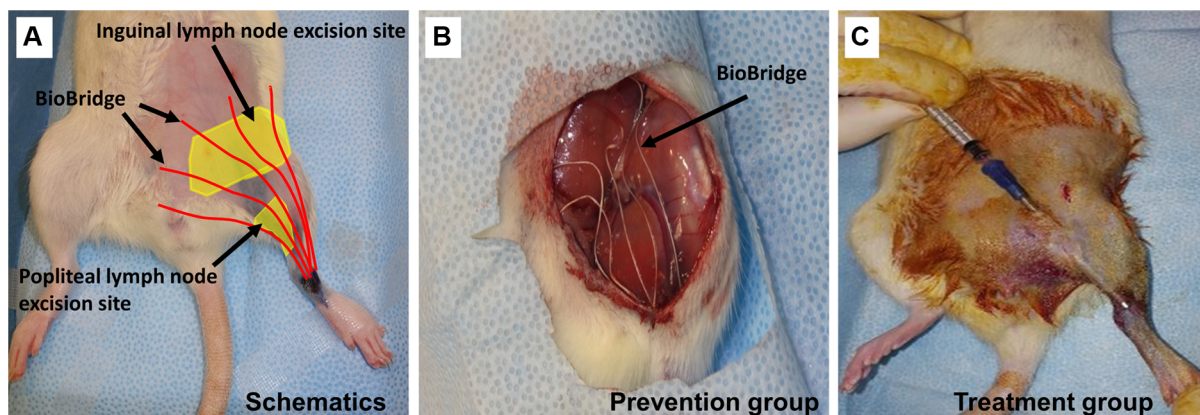 A
Inguinal lymph node excision site
BioBridge
Popliteal lymph node
excision site
Schematics
B
BioBridge
Prevention group
C
Treatment group